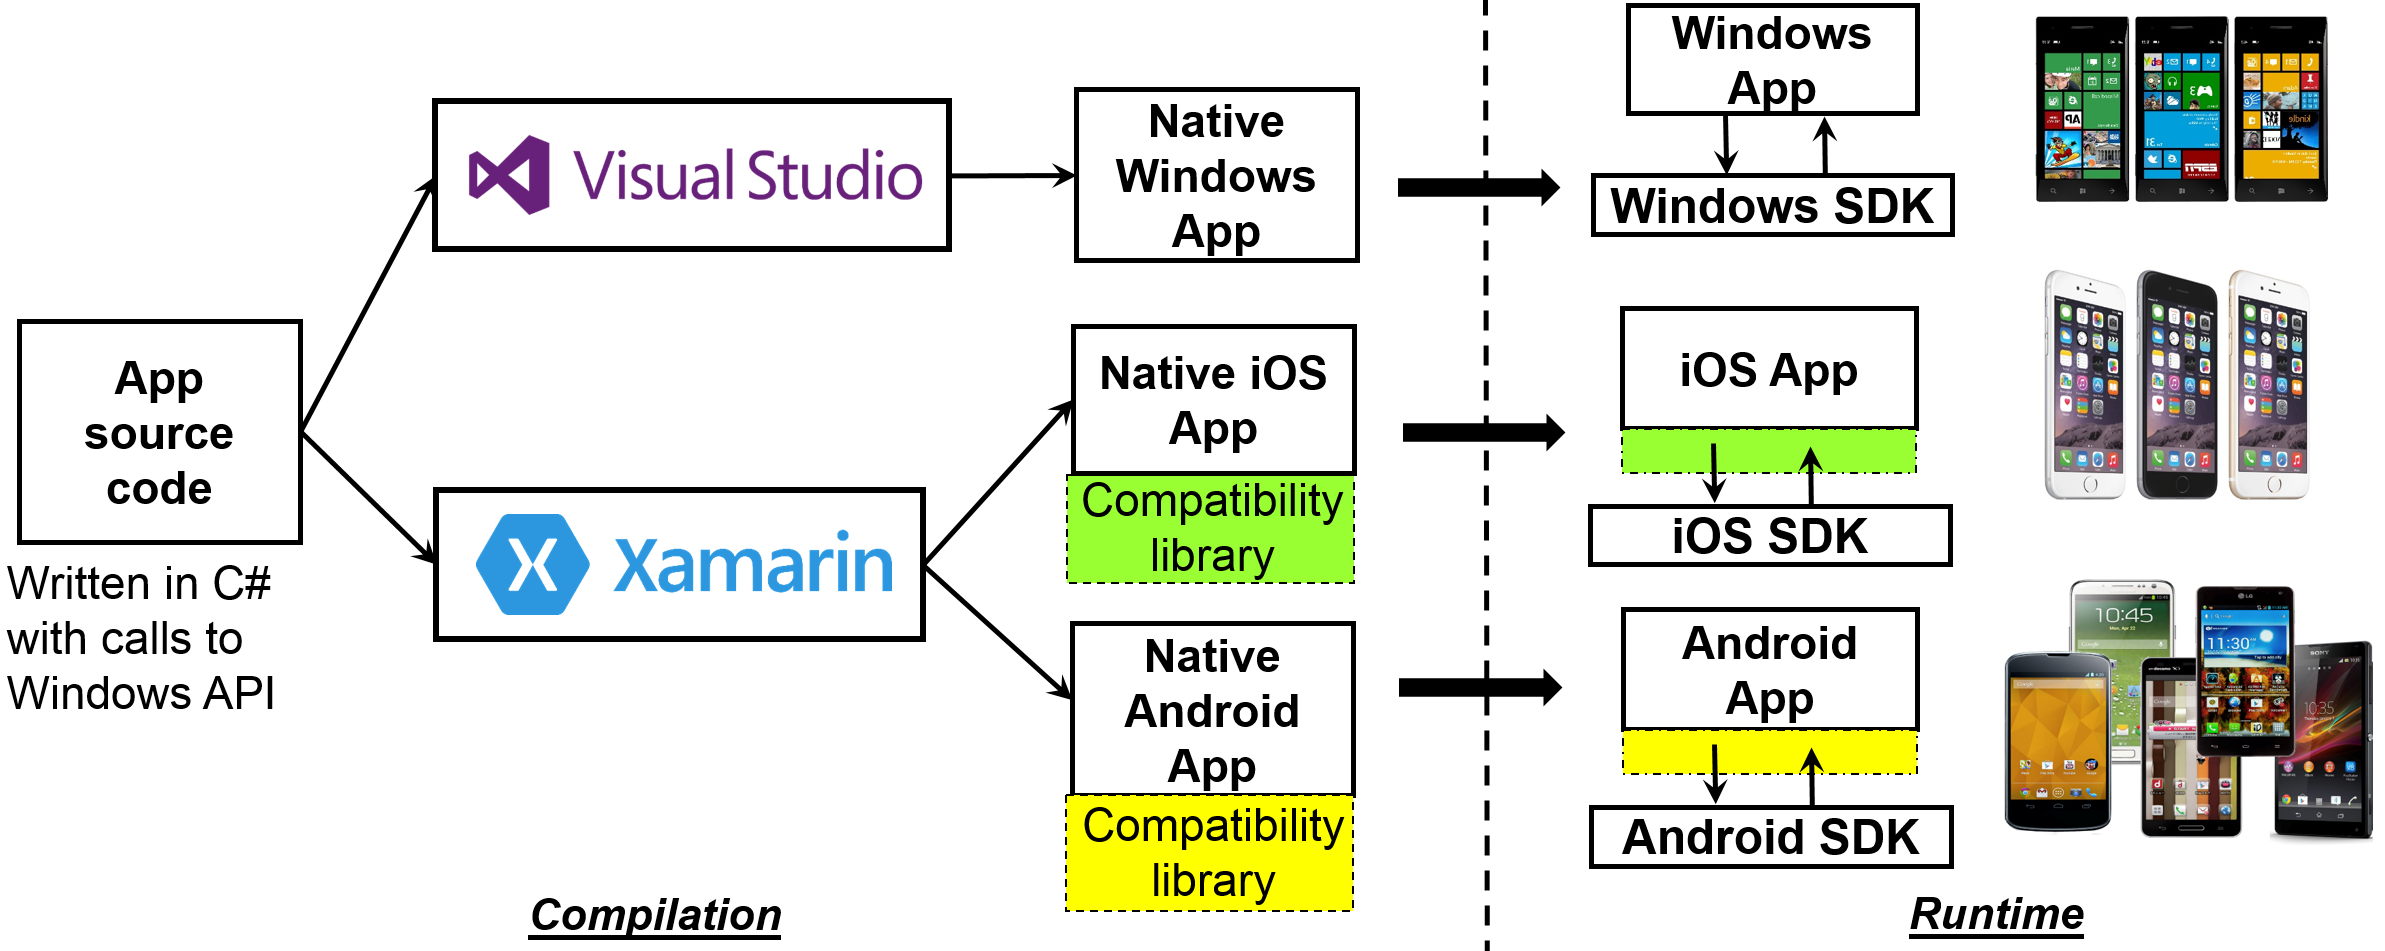 App
source
code
Written in C#
with calls to
Windows API
Visual Studio
Xamarin
Native
Windows
App
Native iOS
App
Compatibility
library
Native
Android
App
Compatibility
library
Compilation
Windows
App
Windows SDK
iOS App
iOS SDK
Android
App
Android SDK
10:45
11:30
SONY
LG
Runtime